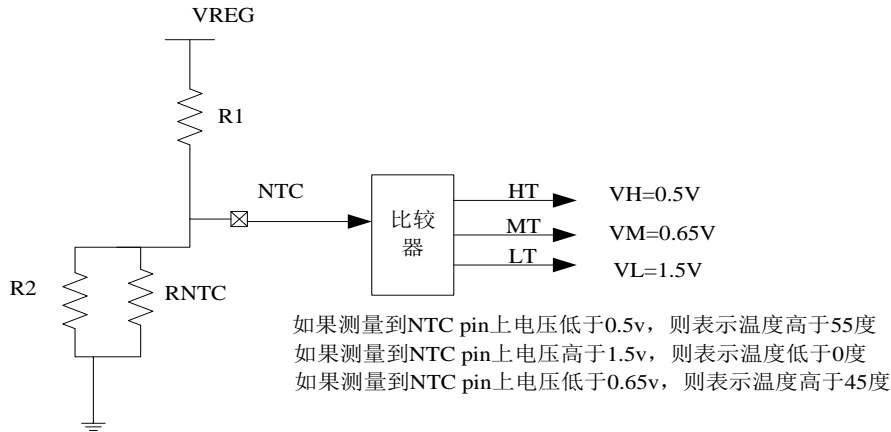 VREG
R1
NTC
比较
器
HT
VH=0.5V
MT
VM=0.65V
LT
VL=1.5V
R2
RNTC
如果测量到NTC pin上电压低于0.5v，则表示温度高于55度
如果测量到NTC pin上电压高于1.5v，则表示温度低于0度
如果测量到NTC pin上电压低于0.65v，则表示温度高于45度